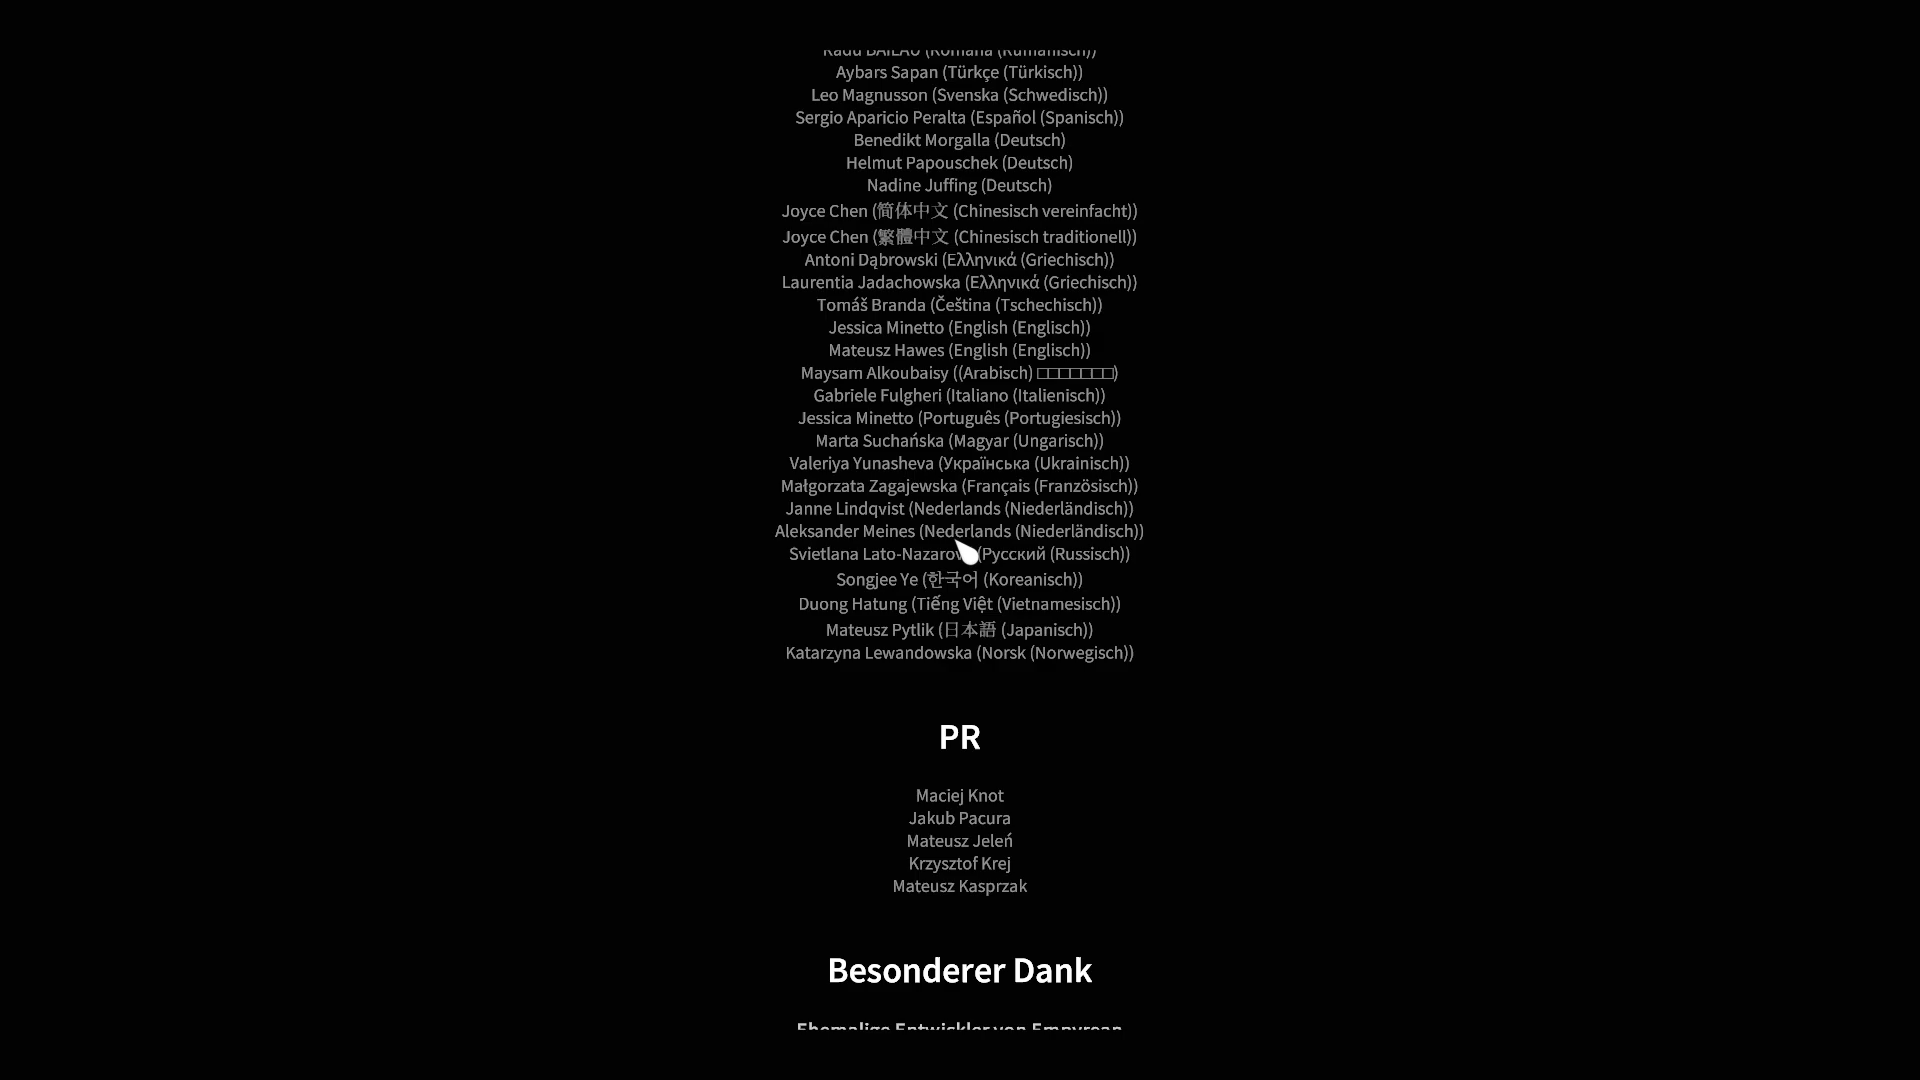 Aybars Sapan (Türkçe (Türkisch))
Leo Magnusson (Svenska (Schwedisch))
Sergio Aparicio Peralta (Español (Spanisch))
Benedikt Morgalla (Deutsch)
Helmut Papouschek (Deutsch)
Nadine Juffing (Deutsch)
Joyce Chen (简体中文 (Chinesisch vereinfacht))
Joyce Chen (繁體中文 (Chinesisch traditionell))
Antoni Dąbrowski (Ελληνικά (Griechisch))
Laurentia Jadachowska (Ελληνικά (Griechisch))
Tomáš Branda (Čeština (Tschechisch))
Jessica Minetto (English (Englisch))
Mateusz Hawes (English (Englisch))
Maysam Alkoubaisy ((Arabisch) □□□□□□□)
Gabriele Fulgheri (Italiano (Italienisch))
Jessica Minetto (Português (Portugiesisch))
Marta Suchańska (Magyar (Ungarisch))
Valeriya Yunasheva (Українська (Ukrainisch))
Małgorzata Zagajewska (Français (Französisch))
Janne Lindqvist (Nederlands (Niederländisch))
Aleksander Meines (Nederlands (Niederländisch))
Svietlana (Русский (Russisch))
Songjee Ye (한국어 (Koreanisch))
Duong Hatung (Tiếng Việt (Vietnamesisch))
Mateusz Pytlik (日本語 (Japanisch))
Katarzyna Lewandowska (Norsk (Norwegisch))
PR
Maciej Knot
Jakub Pacura
Mateusz Jeleń
Krzysztof Krej
Mateusz Kasprzak
Besonderer Dank
Ehemalige Entwickler von Empyrean